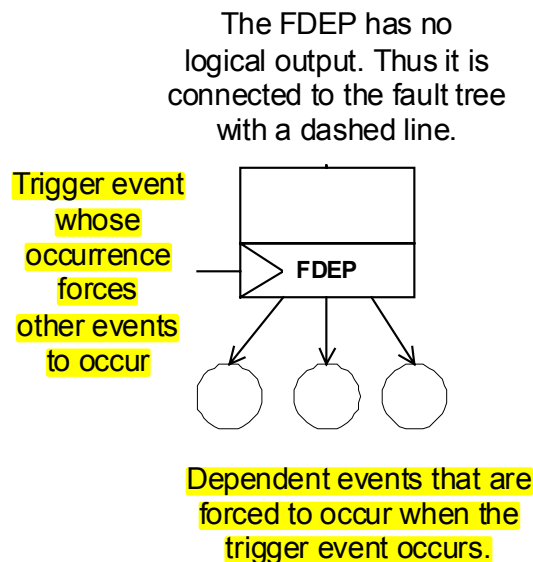 The FDEP has no
logical output. Thus it is
connected to the fault tree
with a dashed line.
Trigger event
whose
occurrence
forces
other events
to occur
FDEP
Dependent events that are
forced to occur when the
trigger event occurs.